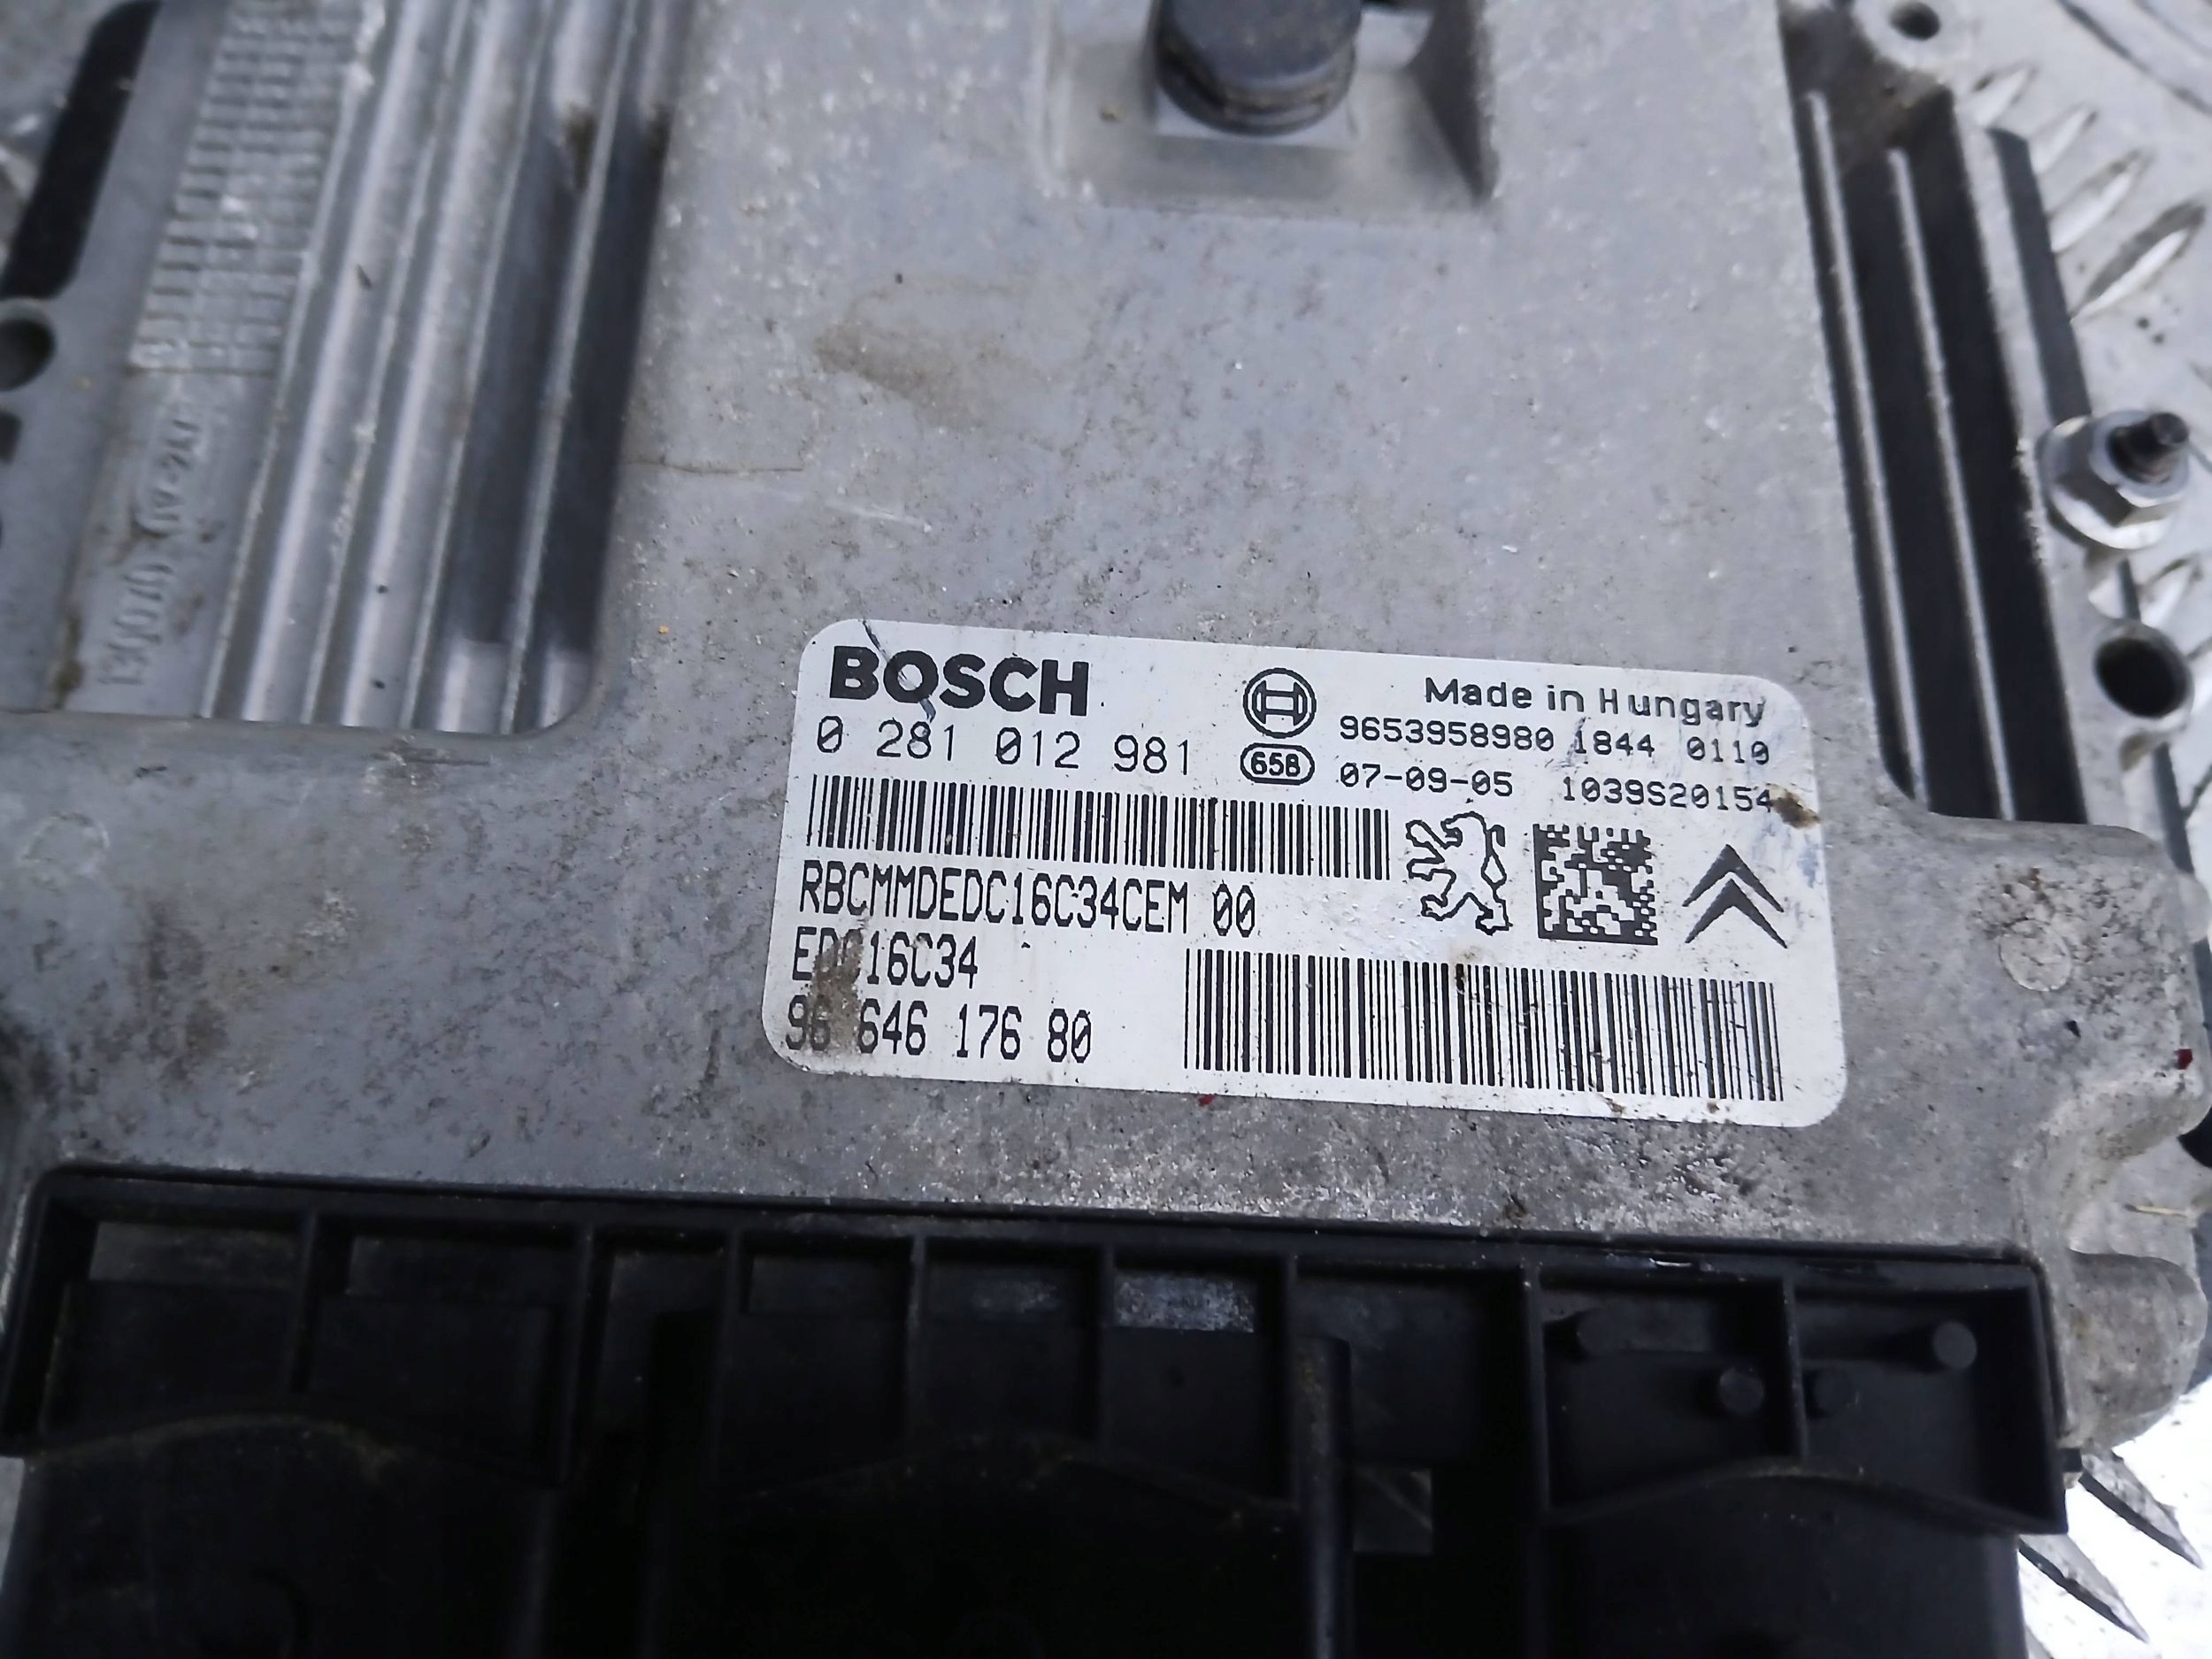 BOSCH
Made in Hungary
0 281 012 981
9653958980 1844 0110
65B
07-09-05 1039S20154
RBCMMDEDC16C34CEM 00
EDC16C34
96 646 176 80